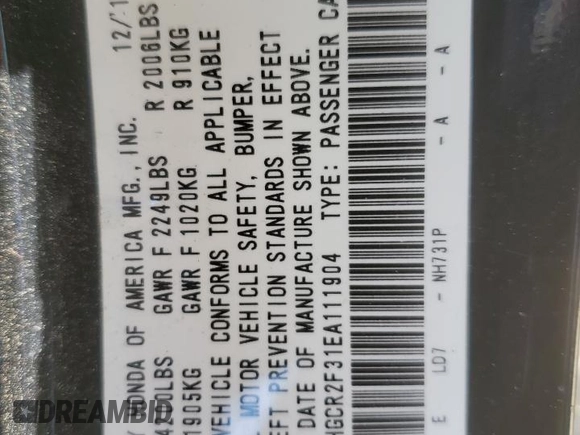 Y HONDA OF AMERICA MFG., INC. 12/1
4200LBS GAWR F 2249LBS R 2006LBS
1905KG GAWR F 1020KG R 910KG
VEHICLE CONFORMS TO ALL APPLICABLE
MOTOR VEHICLE SAFETY, BUMPER,
EFT PREVENTION STANDARDS IN EFFECT
DATE OF MANUFACTURE SHOWN ABOVE.
HGCR2F31EA111904 TYPE: PASSENGER CA
E LD7 - NH731P - A - A
DREAMBID